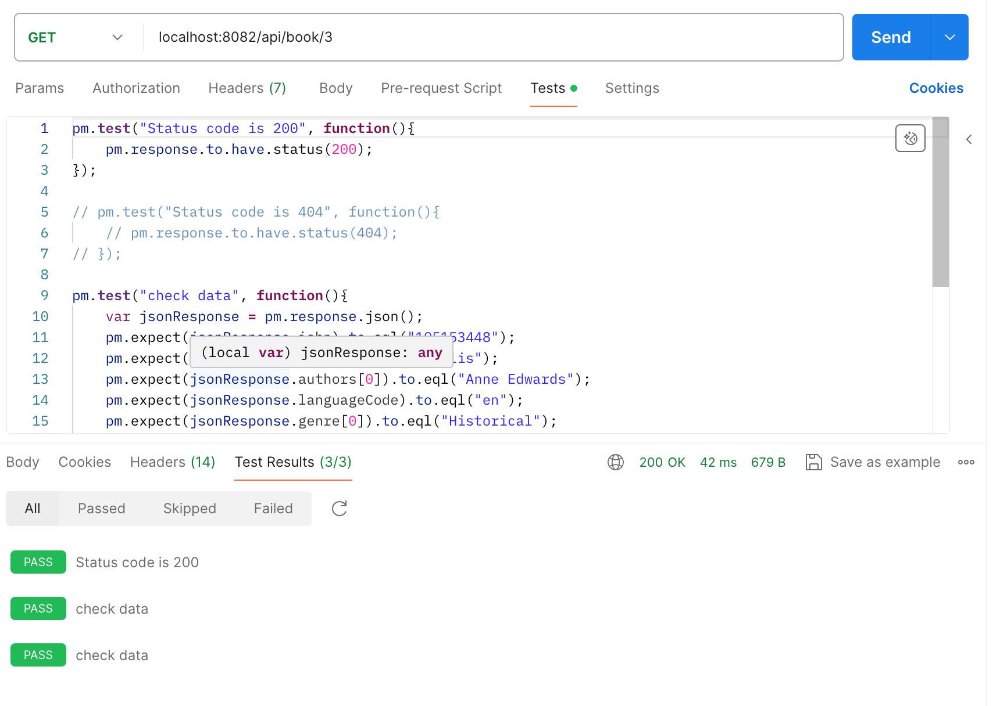 GET localhost:8082/api/book/3 Send
Params Authorization Headers (7) Body Pre-request Script Tests Settings Cookies
1 pm.test("Status code is 200", function(){
2 pm.response.to.have.status(200);
3 });
4
5 // pm.test("Status code is 404", function(){
6 // pm.response.to.have.status(404);
7 // });
8
9 pm.test("check data", function(){
10 var jsonResponse = pm.response.json();
11 pm.expect(jsonResponse.isbn).to.eql("195153448");
(local var) jsonResponse: any
12 pm.expect( lis");
13 pm.expect(jsonResponse.authors[0]).to.eql("Anne Edwards");
14 pm.expect(jsonResponse.languageCode).to.eql("en");
15 pm.expect(jsonResponse.genre[0]).to.eql("Historical");
Body Cookies Headers (14) Test Results (3/3) 200 OK 42 ms 679 B Save as example
All Passed Skipped Failed
PASS Status code is 200
PASS check data
PASS check data